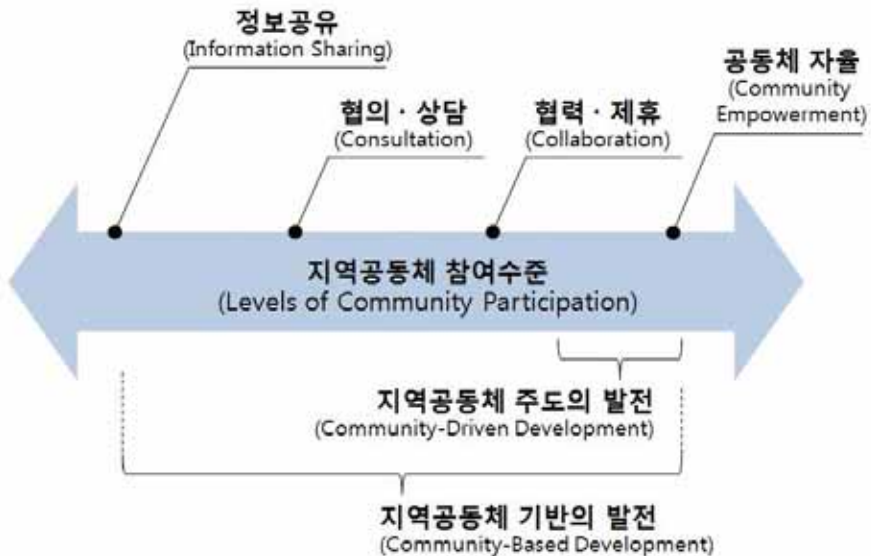 정보공유
(Information Sharing)
협의 · 상담
(Consultation)
협력 · 제휴
(Collaboration)
공동체 자율
(Community
Empowerment)
지역공동체 참여수준
(Levels of Community Participation)
지역공동체 주도의 발전
(Community-Driven Development)
지역공동체 기반의 발전
(Community-Based Development)